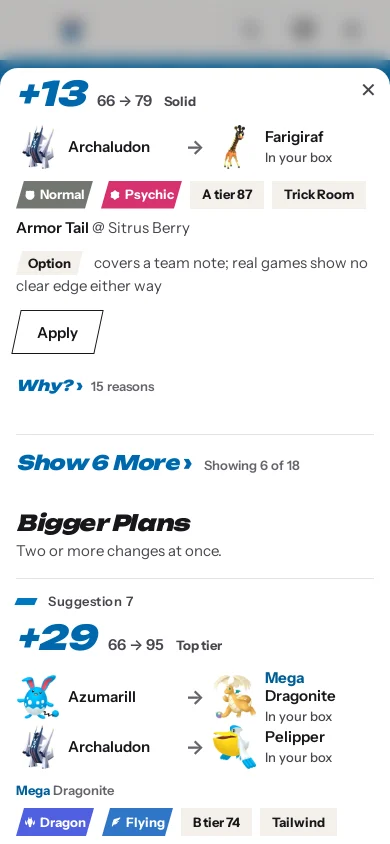 +13 66 → 79 Solid
Archaludon → Farigiraf
In your box
Normal Psychic A tier 87 Trick Room
Armor Tail @ Sitrus Berry
Option covers a team note; real games show no
clear edge either way
Apply
Why? › 15 reasons
Show 6 More › Showing 6 of 18
Bigger Plans
Two or more changes at once.
Suggestion 7
+29 66 → 95 Top tier
Azumarill → Mega
Dragonite
In your box
Archaludon → Pelipper
In your box
Mega Dragonite
Dragon Flying B tier 74 Tailwind